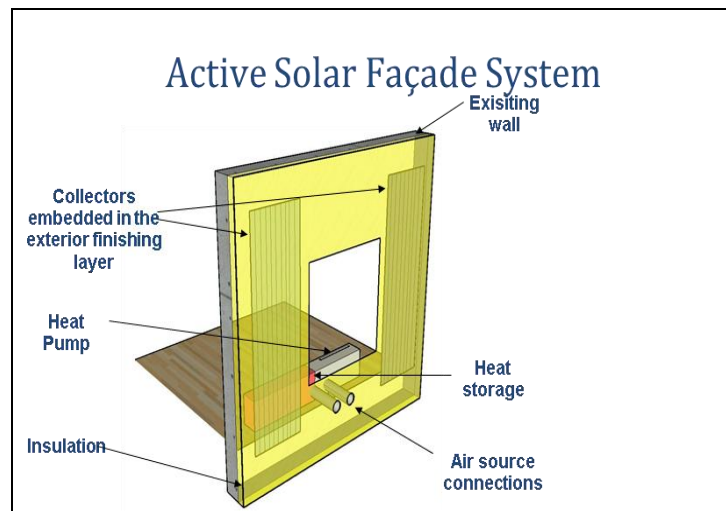 Active Solar Façade System
Exisiting
wall
Collectors
embedded in the
exterior finishing
layer
Heat
Pump
Heat
storage
Insulation
Air source
connections